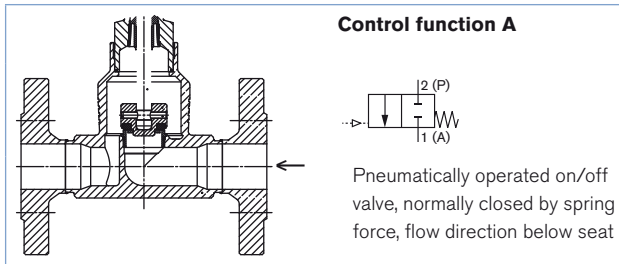 Control function A
2 (P)
1 (A)
Pneumatically operated on/off
valve, normally closed by spring
force, flow direction below seat